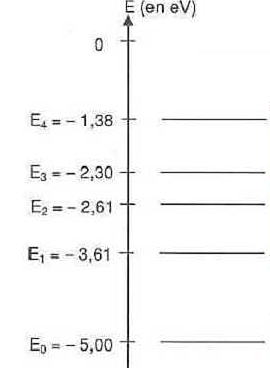 E (en eV)
0
E₄ = – 1,38
E₃ = – 2,30
E₂ = – 2,61
E₁ = – 3,61
E₀ = – 5,00